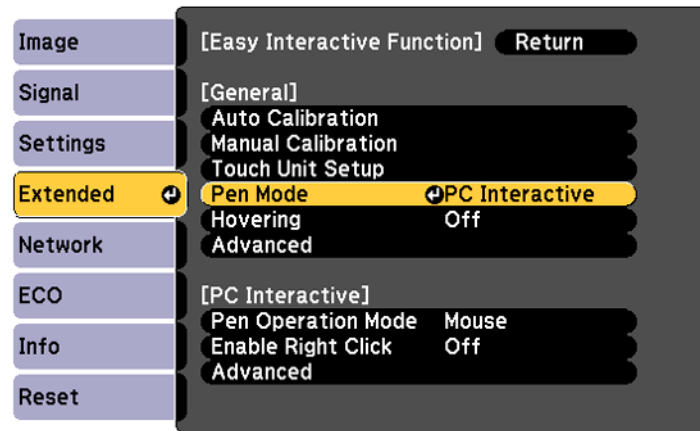 Image
Signal
Settings
Extended
Network
ECO
Info
Reset
[Easy Interactive Function] Return
[General]
Auto Calibration
Manual Calibration
Touch Unit Setup
Pen Mode PC Interactive
Hovering Off
Advanced
[PC Interactive]
Pen Operation Mode Mouse
Enable Right Click Off
Advanced